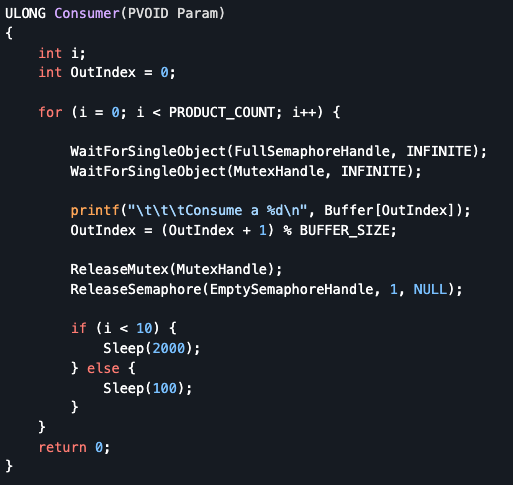 ULONG Consumer(PVOID Param)
{
    int i;
    int OutIndex = 0;

    for (i = 0; i < PRODUCT_COUNT; i++) {

        WaitForSingleObject(FullSemaphoreHandle, INFINITE);
        WaitForSingleObject(MutexHandle, INFINITE);

        printf("\t\t\tConsume a %d\n", Buffer[OutIndex]);
        OutIndex = (OutIndex + 1) % BUFFER_SIZE;

        ReleaseMutex(MutexHandle);
        ReleaseSemaphore(EmptySemaphoreHandle, 1, NULL);

        if (i < 10) {
            Sleep(2000);
        } else {
            Sleep(100);
        }
    }
    return 0;
}